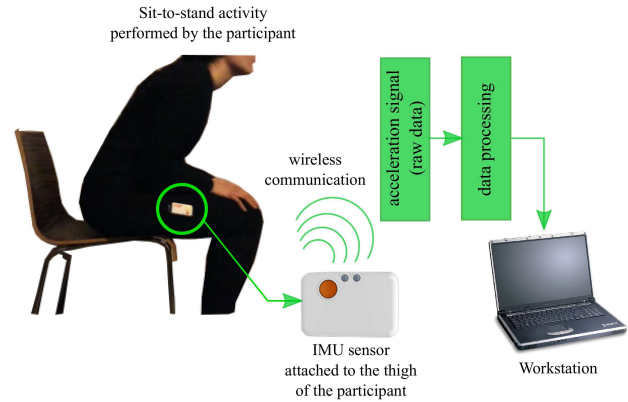 Sit-to-stand activity
performed by the participant
wireless
communication
acceleration signal
(raw data)
data processing
IMU sensor
attached to the thigh
of the participant
Workstation